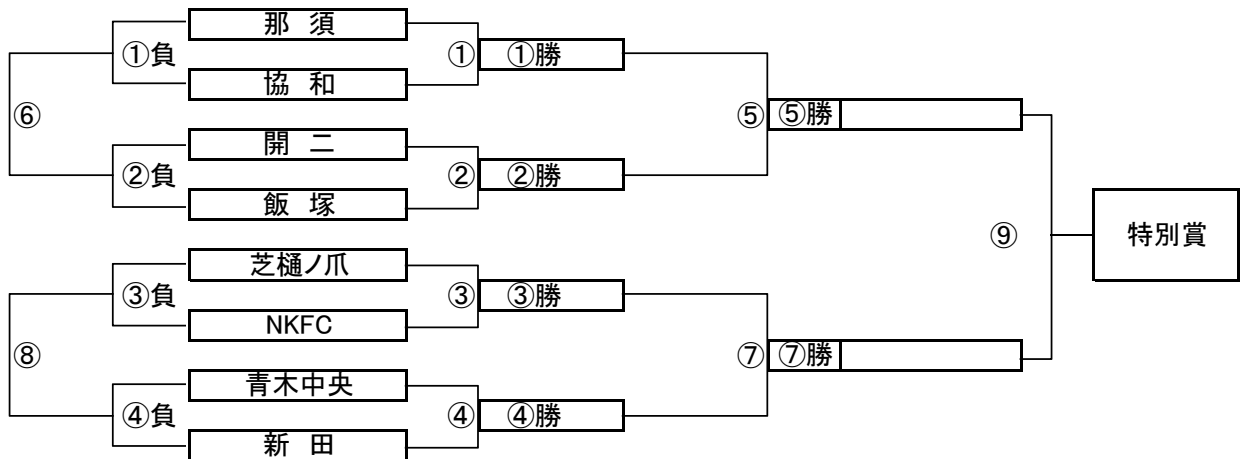 那 須
①負
①
①勝
協 和
⑥
⑤
⑤勝
開 二
②負
②
②勝
飯 塚
⑨
特別賞
芝樋ノ爪
③負
③
③勝
NKFC
⑧
⑦
⑦勝
青木中央
④負
④
④勝
新 田